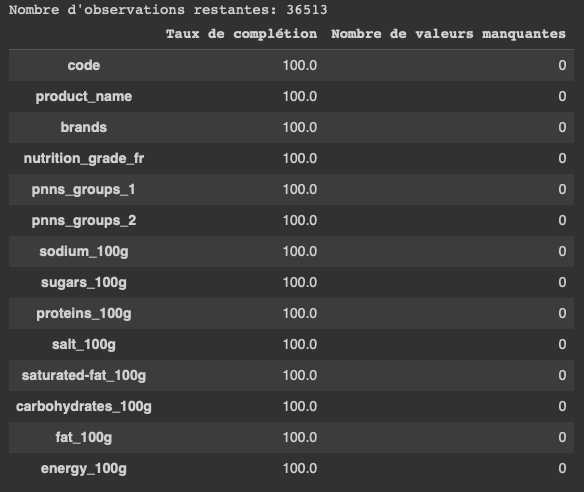 Nombre d'observations restantes: 36513
Taux de complétion Nombre de valeurs manquantes
code 100.0 0
product_name 100.0 0
brands 100.0 0
nutrition_grade_fr 100.0 0
pnns_groups_1 100.0 0
pnns_groups_2 100.0 0
sodium_100g 100.0 0
sugars_100g 100.0 0
proteins_100g 100.0 0
salt_100g 100.0 0
saturated-fat_100g 100.0 0
carbohydrates_100g 100.0 0
fat_100g 100.0 0
energy_100g 100.0 0